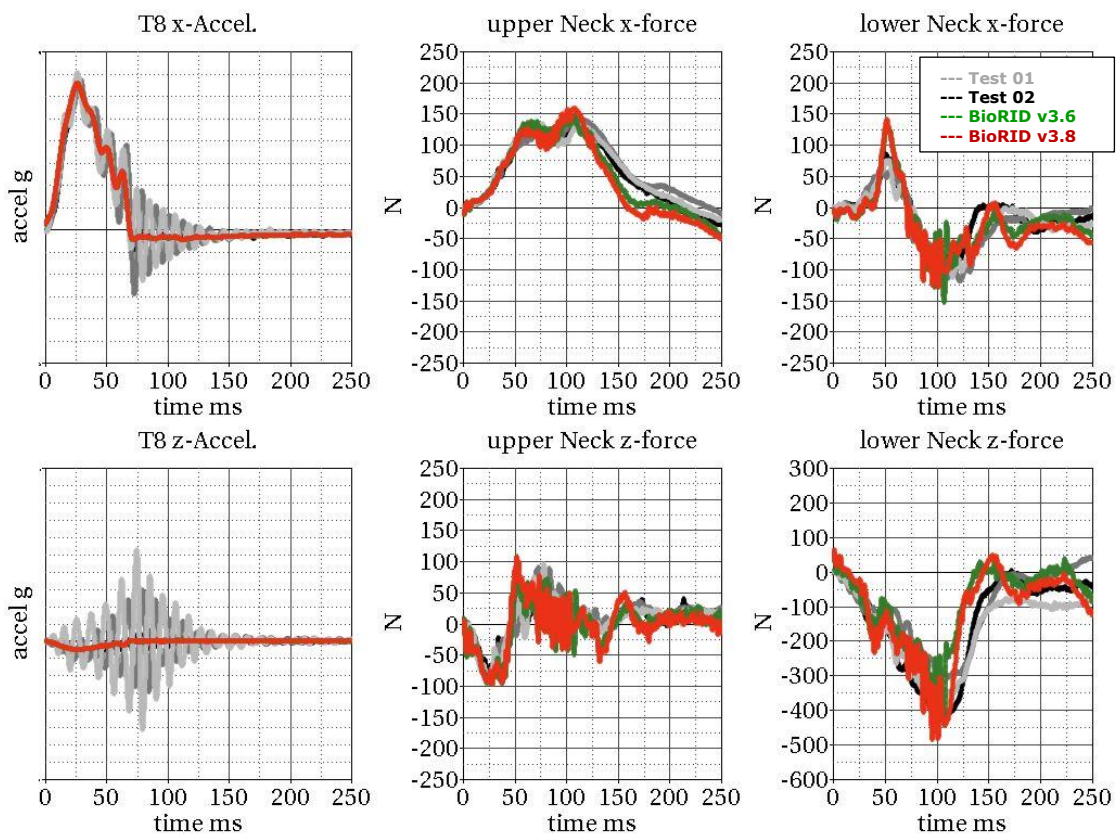 T8 x-Accel.
accel g
0 50 100 150 200 250
time ms
upper Neck x-force
250
200
150
100
50
0
-50
-100
-150
-200
-250
N
0 50 100 150 200 250
time ms
lower Neck x-force
250
200
150
100
50
0
-50
-100
-150
-200
-250
N
--- Test 01
--- Test 02
--- BioRID v3.6
--- BioRID v3.8
0 50 100 150 200 250
time ms
T8 z-Accel.
accel g
0 50 100 150 200 250
time ms
upper Neck z-force
250
200
150
100
50
0
-50
-100
-150
-200
-250
N
0 50 100 150 200 250
time ms
lower Neck z-force
300
200
100
0
-100
-200
-300
-400
-500
-600
N
0 50 100 150 200 250
time ms